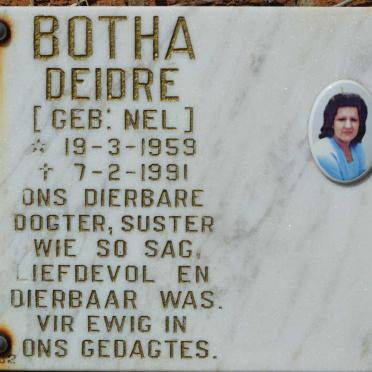 BOTHA
DEIDRE
[GEB: NEL]
☆ 19-3-1959
† 7-2-1991
ONS DIERBARE
DOGTER, SUSTER
WIE SO SAG,
LIEFDEVOL EN
DIERBAAR WAS.
VIR EWIG IN
ONS GEDAGTES.